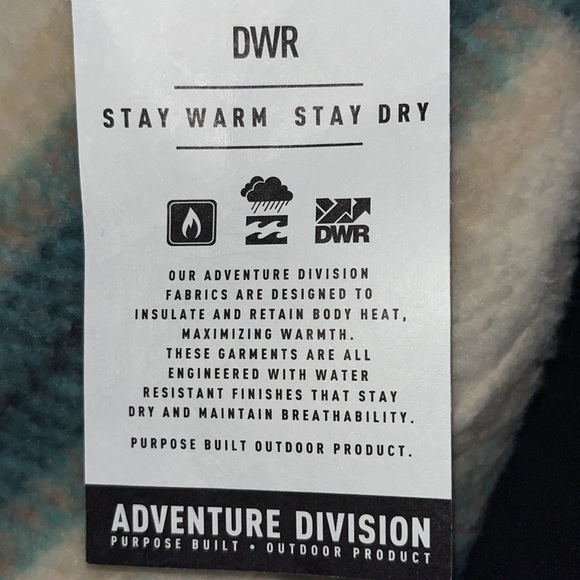 DWR
STAY WARM STAY DRY
DWR
OUR ADVENTURE DIVISION
FABRICS ARE DESIGNED TO
INSULATE AND RETAIN BODY HEAT,
MAXIMIZING WARMTH.
THESE GARMENTS ARE ALL
ENGINEERED WITH WATER
RESISTANT FINISHES THAT STAY
DRY AND MAINTAIN BREATHABILITY.
PURPOSE BUILT OUTDOOR PRODUCT.
ADVENTURE DIVISION
PURPOSE BUILT • OUTDOOR PRODUCT